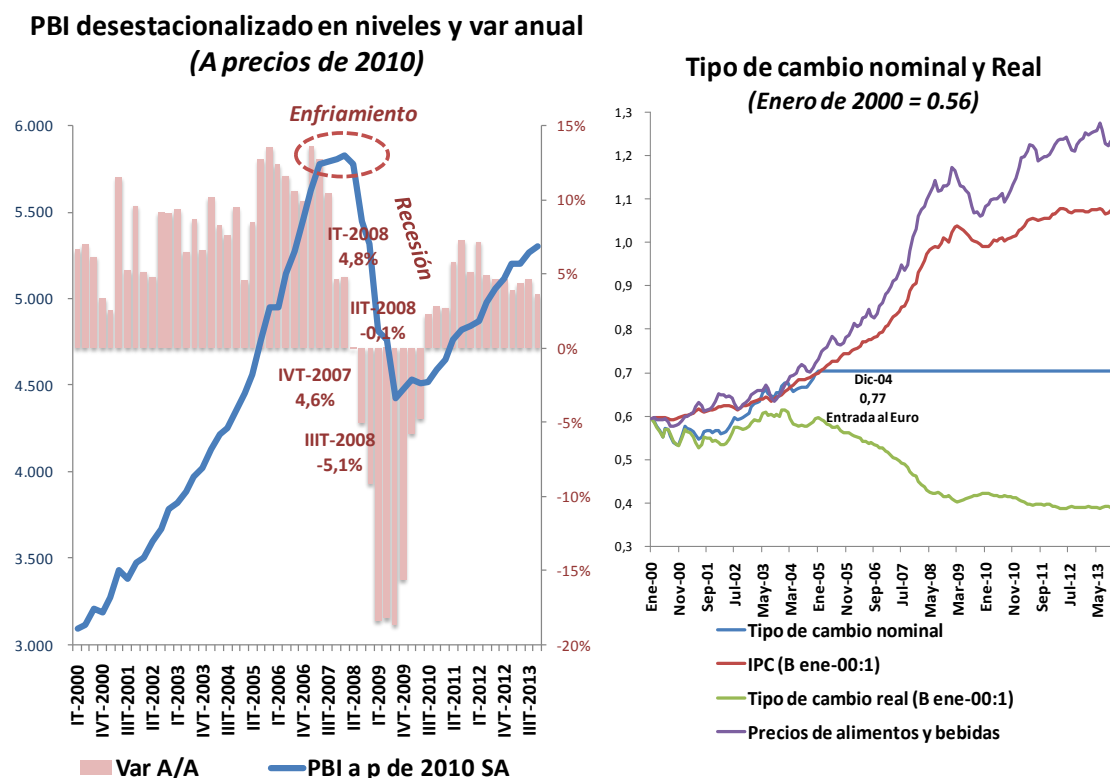 PBI desestacionalizado en niveles y var anual
(A precios de 2010)
6.000
5.500
5.000
4.500
4.000
3.500
3.000
15%
10%
5%
0%
-5%
-10%
-15%
-20%
Enfriamiento
Recesión
IT-2008
4,8%
IIT-2008
-0,1%
IVT-2007
4,6%
IIIT-2008
-5,1%
IT-2000
IVT-2000
IIIT-2001
IIT-2002
IT-2003
IVT-2003
IIIT-2004
IIT-2005
IT-2006
IVT-2006
IIIT-2007
IIT-2008
IT-2009
IVT-2009
IIIT-2010
IIT-2011
IT-2012
IVT-2012
IIIT-2013
Var A/A
PBI a p de 2010 SA
Tipo de cambio nominal y Real
(Enero de 2000 = 0.56)
1,3
1,2
1,1
1,0
0,9
0,8
0,7
0,6
0,5
0,4
0,3
Dic-04
0,77
Entrada al Euro
Ene-00
Nov-00
Sep-01
Jul-02
May-03
Mar-04
Ene-05
Nov-05
Sep-06
Jul-07
May-08
Mar-09
Ene-10
Nov-10
Sep-11
Jul-12
May-13
Tipo de cambio nominal
IPC (B ene-00:1)
Tipo de cambio real (B ene-00:1)
Precios de alimentos y bebidas